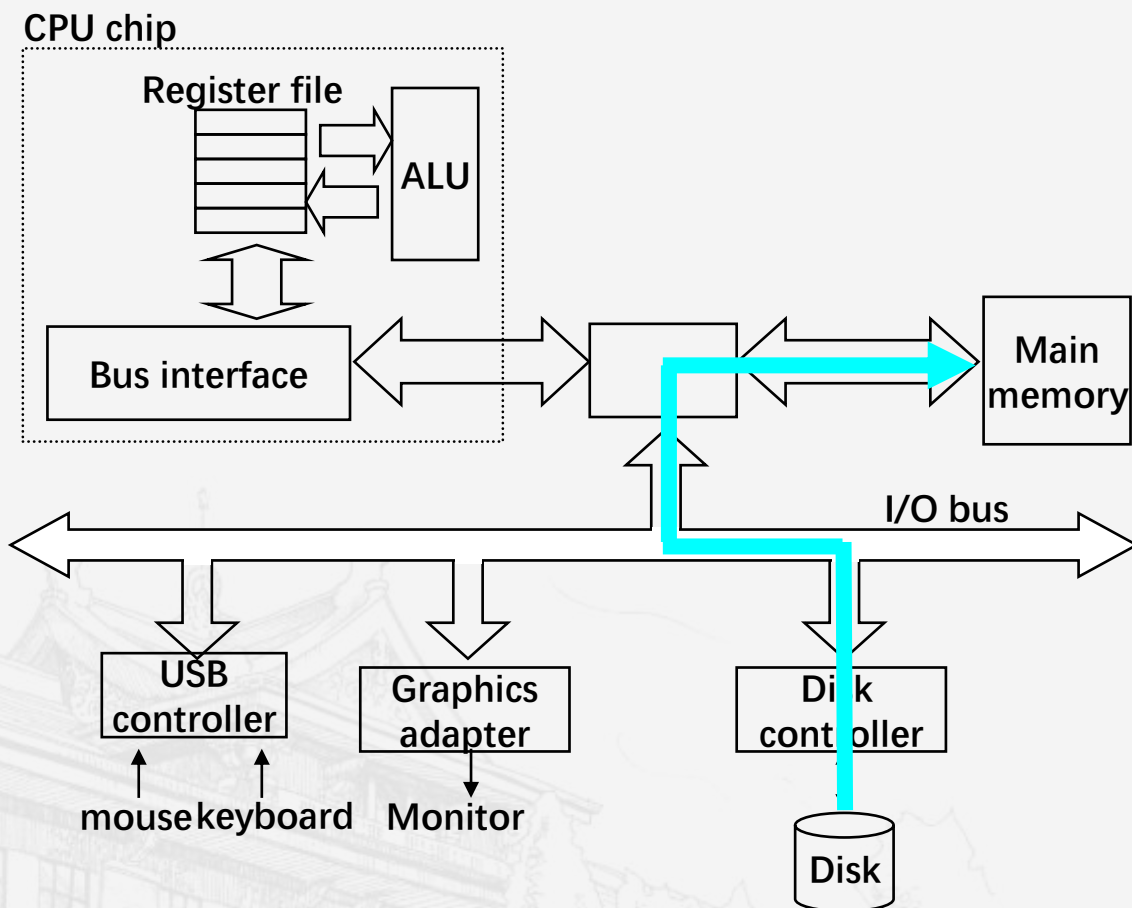 CPU chip
Register file
ALU
Bus interface
Main
memory
I/O bus
USB
controller
Graphics
adapter
Disk
controller
mouse keyboard
Monitor
Disk